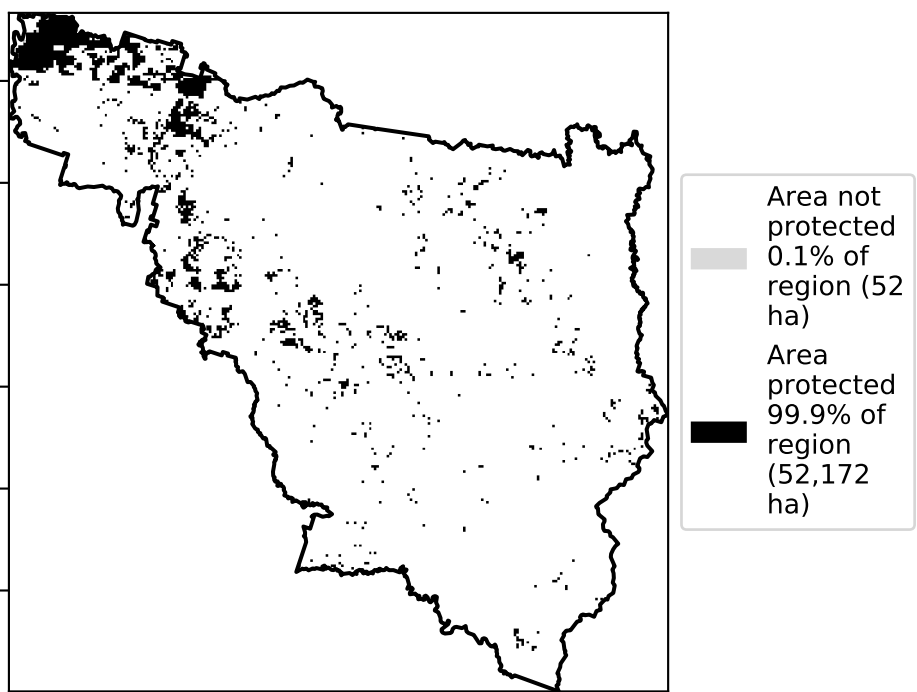 Area not
protected
0.1% of
region (52
ha)
Area
protected
99.9% of
region
(52,172
ha)